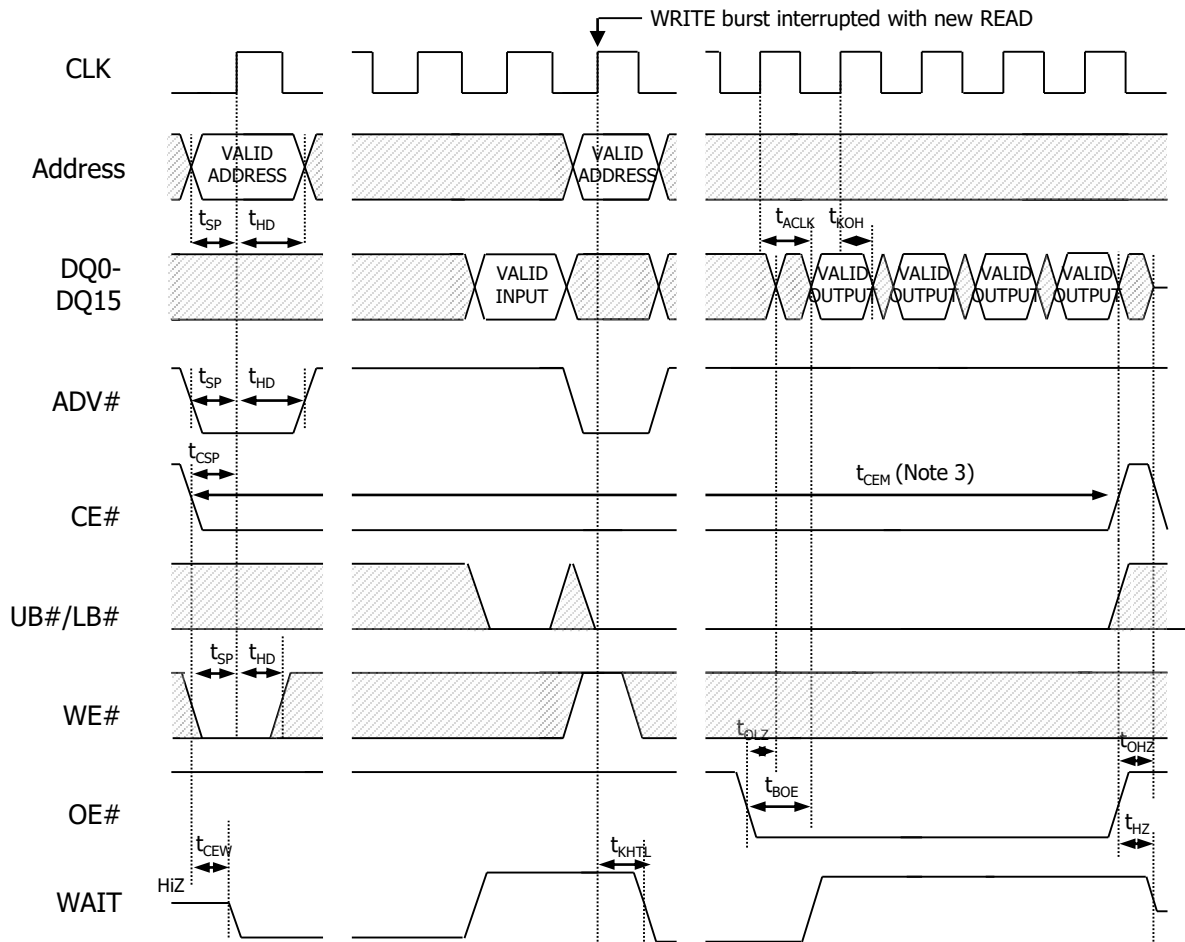 WRITE burst interrupted with new READ
CLK
Address
VALID
ADDRESS
VALID
ADDRESS
tSP
tHD
tACLK
tKOH
DQ0-
DQ15
VALID
INPUT
VALID
OUTPUT
VALID
OUTPUT
VALID
OUTPUT
VALID
OUTPUT
ADV#
tSP
tHD
tCSP
CE#
tCEM (Note 3)
UB#/LB#
tSP
tHD
WE#
tOLZ
tOHZ
OE#
tBOE
tHZ
tCEW
tKHTL
HiZ
WAIT